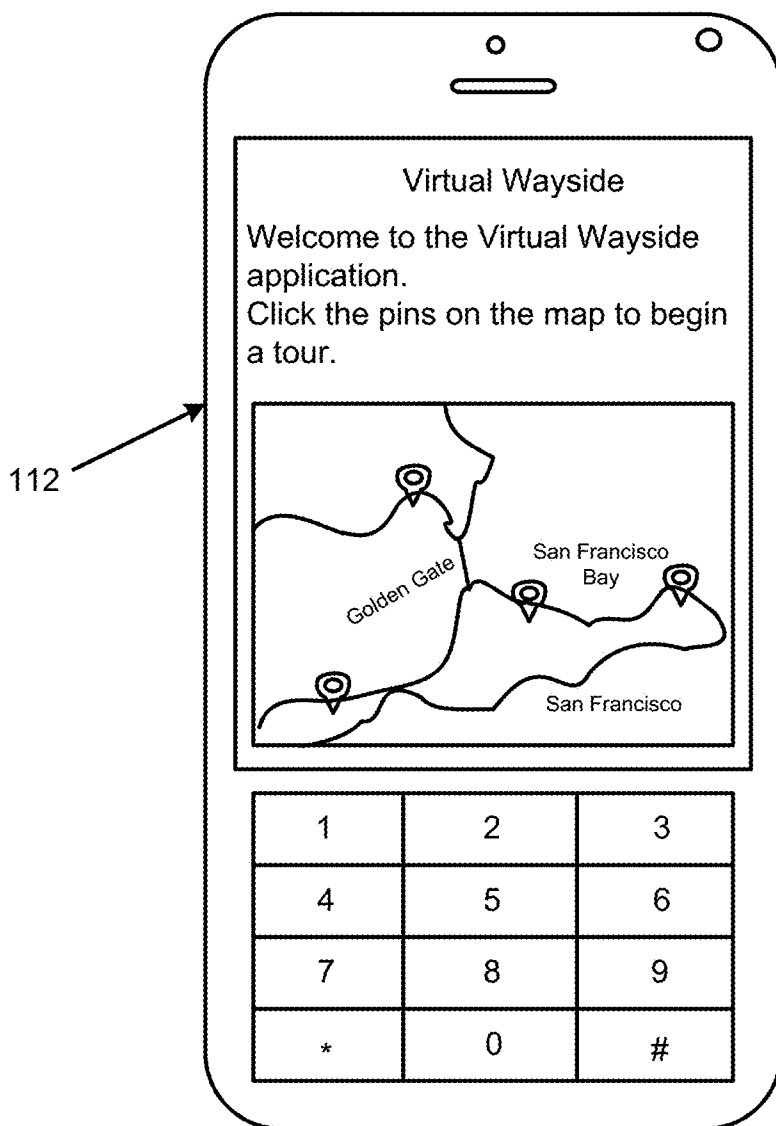 Virtual Wayside
Welcome to the Virtual Wayside
application.
Click the pins on the map to begin
a tour.
112
Golden Gate
San Francisco
Bay
San Francisco
1 2 3
4 5 6
7 8 9
* 0 #